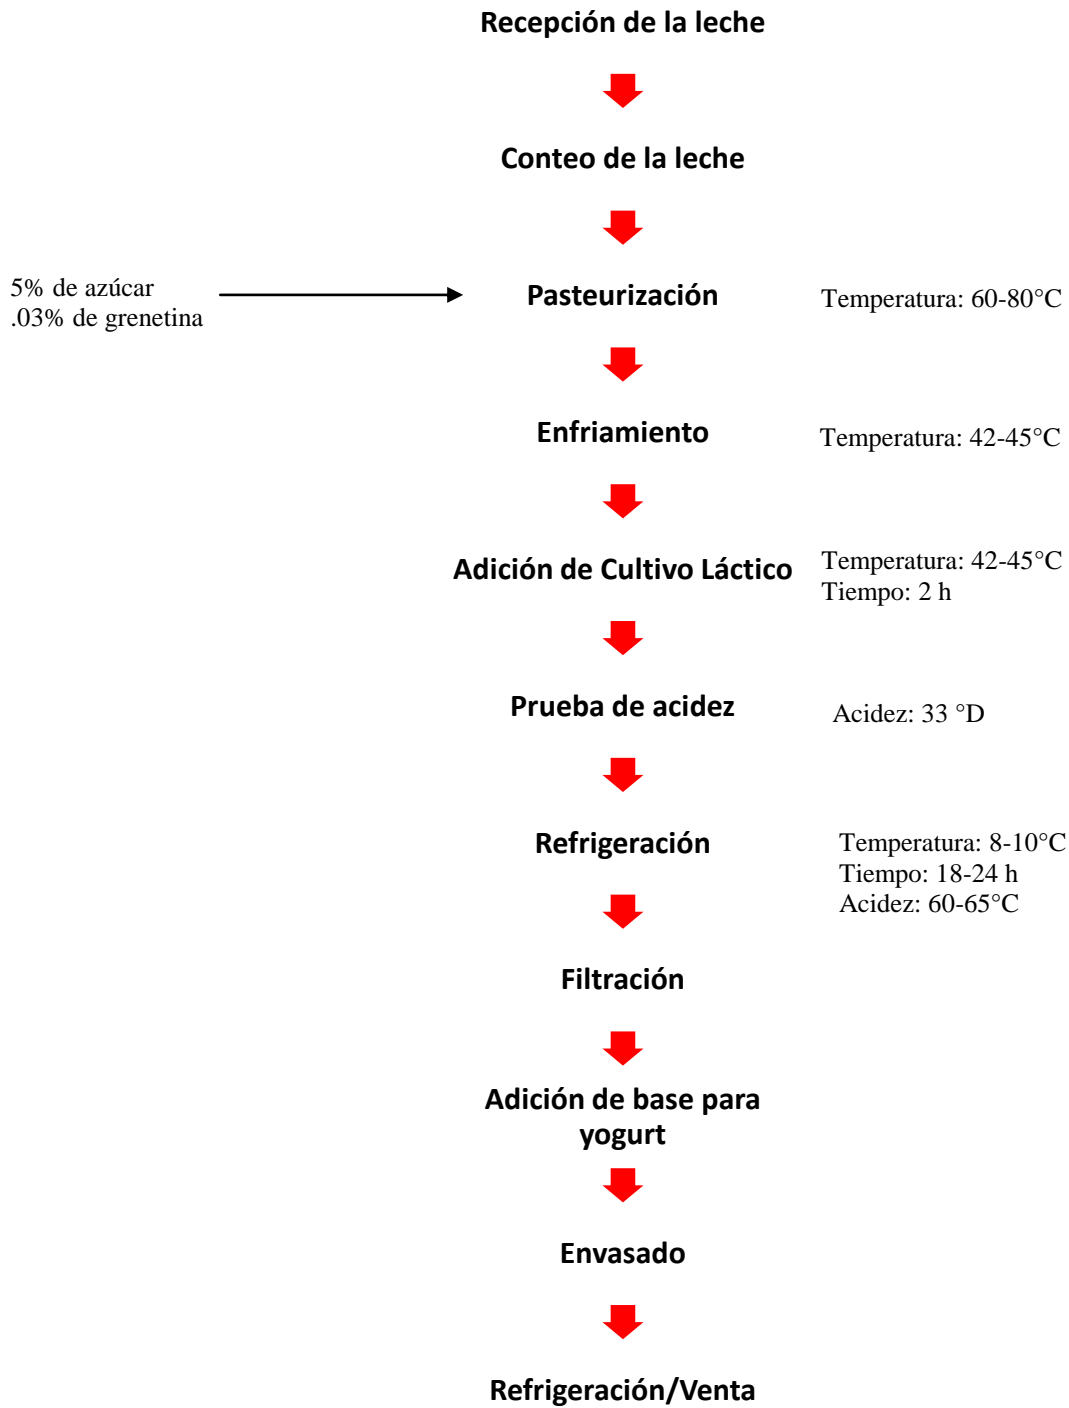 Recepción de la leche
Conteo de la leche
5% de azúcar
.03% de grenetina
Pasteurización
Temperatura: 60-80°C
Enfriamiento
Temperatura: 42-45°C
Adición de Cultivo Láctico
Temperatura: 42-45°C
Tiempo: 2 h
Prueba de acidez
Acidez: 33 °D
Refrigeración
Temperatura: 8-10°C
Tiempo: 18-24 h
Acidez: 60-65°C
Filtración
Adición de base para
yogurt
Envasado
Refrigeración/Venta